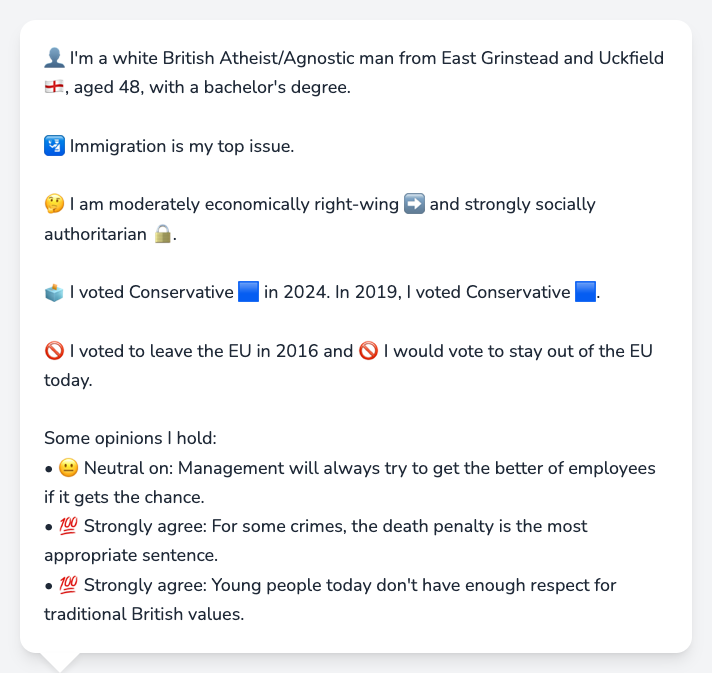 👤 I'm a white British Atheist/Agnostic man from East Grinstead and Uckfield
🏴󠁧󠁢󠁥󠁮󠁧󠁿, aged 48, with a bachelor's degree.
🛂 Immigration is my top issue.
🤔 I am moderately economically right-wing ➡️ and strongly socially
authoritarian 🔒.
🗳️ I voted Conservative 🟦 in 2024. In 2019, I voted Conservative 🟦.
🚫 I voted to leave the EU in 2016 and 🚫 I would vote to stay out of the EU
today.
Some opinions I hold:
• 😐 Neutral on: Management will always try to get the better of employees
if it gets the chance.
• 💯 Strongly agree: For some crimes, the death penalty is the most
appropriate sentence.
• 💯 Strongly agree: Young people today don't have enough respect for
traditional British values.